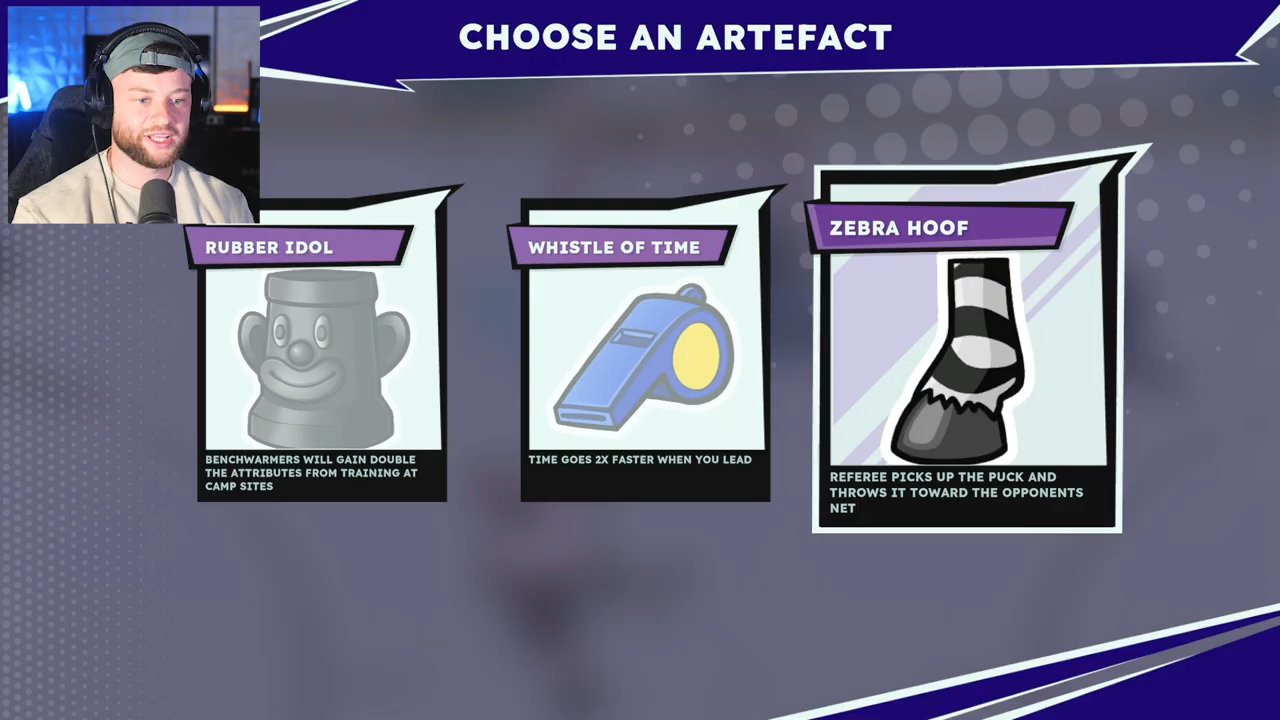 CHOOSE AN ARTEFACT
RUBBER IDOL
BENCHWARMERS WILL GAIN DOUBLE
THE ATTRIBUTES FROM TRAINING AT
CAMP SITES
WHISTLE OF TIME
TIME GOES 2X FASTER WHEN YOU LEAD
ZEBRA HOOF
REFEREE PICKS UP THE PUCK AND
THROWS IT TOWARD THE OPPONENTS
NET